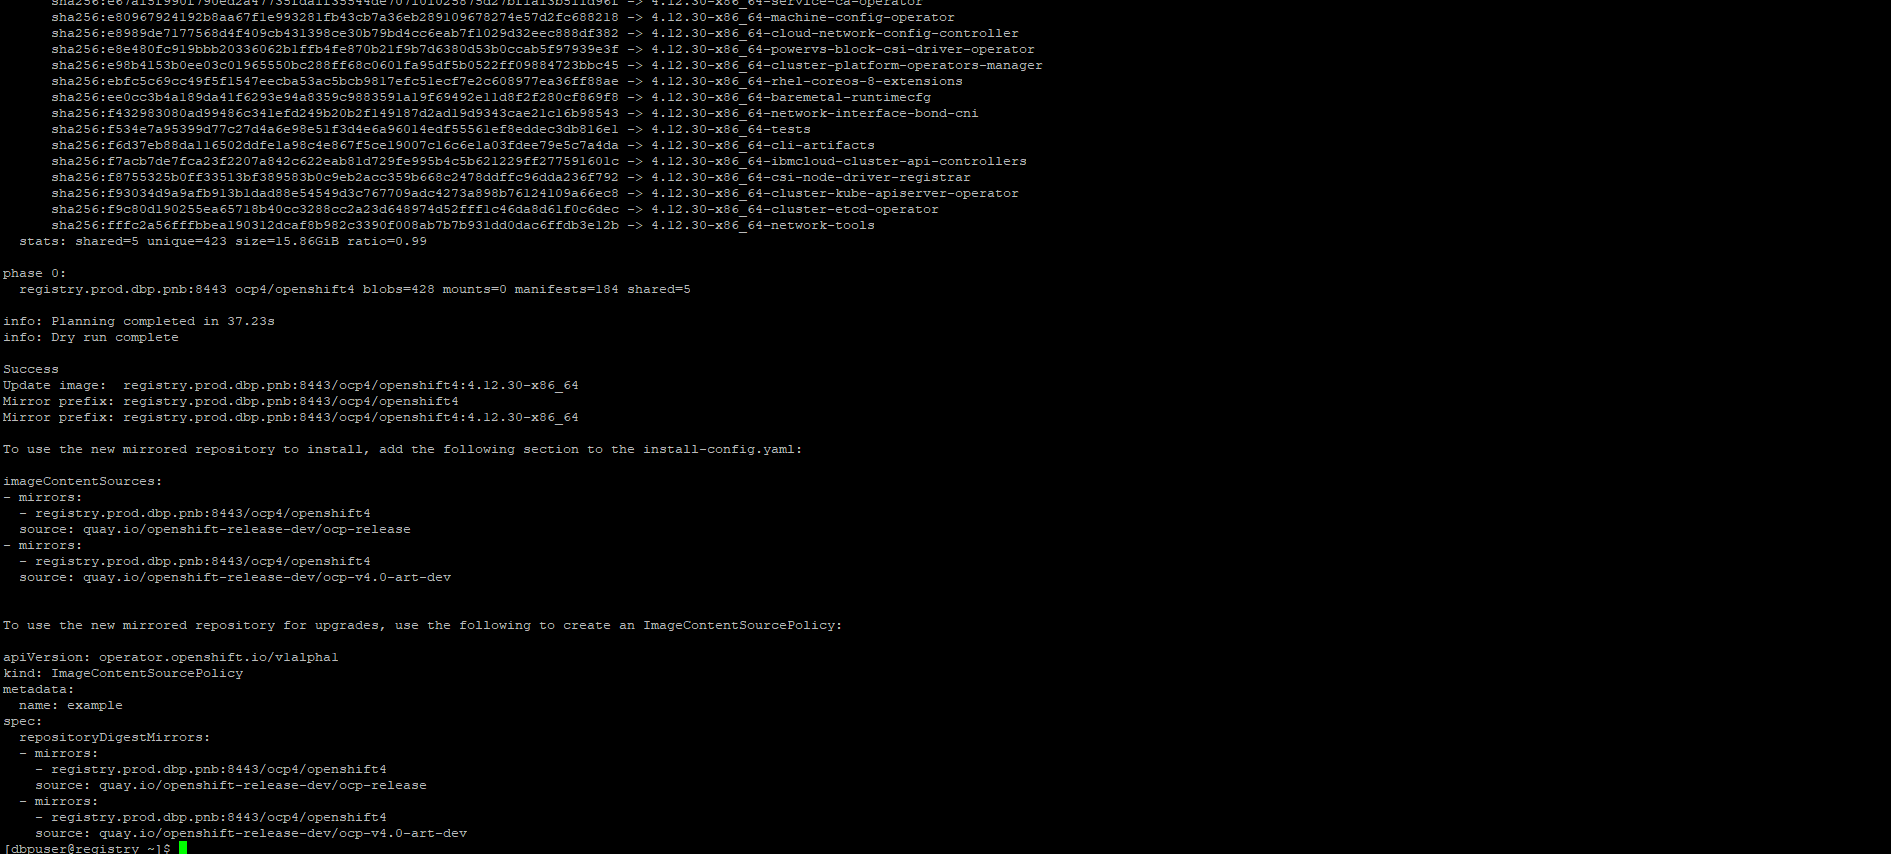 4.12.30-x86_64-service-ca-operator
sha256:e80967924192b8aa67f1e993281fb43cb7a36eb289109678274e57d2fc688218 -> 4.12.30-x86_64-machine-config-operator
sha256:e8989de7177568d4f409cb431398ce30b79bd4cc6eab7f1029d32eec888df382 -> 4.12.30-x86_64-cloud-network-config-controller
sha256:e8e480fc919bbb20336062b1ffb4fe870b21f9b7d6380d53b0ccab5f97939e3f -> 4.12.30-x86_64-powervs-block-csi-driver-operator
sha256:e98b4153b0ee03c01965550bc288ff68c0601fa95df5b0522ff09884723bbc45 -> 4.12.30-x86_64-cluster-platform-operators-manager
sha256:ebfc5c69cc49f5f1547eecba53ac5bcb9817efc51ecf7e2c608977ea36ff88ae -> 4.12.30-x86_64-rhel-coreos-8-extensions
sha256:ee0cc3b4a189da41f6293e94a8359c9883591a19f69492e11d8f2f280cf869f8 -> 4.12.30-x86_64-baremetal-runtimecfg
sha256:f432983080ad99486c341efd249b20b2f149187d2ad19d9343cae21c16b98543 -> 4.12.30-x86_64-network-interface-bond-cni
sha256:f534e7a95399d77c27d4a6e98e51f3d4e6a96014edf55561ef8eddec3db816e1 -> 4.12.30-x86_64-tests
sha256:f6d37eb88da116502ddfe1a98c4e867f5ce19007c16c6e1a03fdee79e5c7a4da -> 4.12.30-x86_64-cli-artifacts
sha256:f7acb7de7fca23f2207a842c622eab81d729fe995b4c5b621229ff277591601c -> 4.12.30-x86_64-ibmcloud-cluster-api-controllers
sha256:f8755325b0ff33513bf389583b0c9eb2acc359b668c2478ddffc96dda236f792 -> 4.12.30-x86_64-csi-node-driver-registrar
sha256:f93034d9a9afb913b1dad88e54549d3c767709adc4273a898b76124109a66ec8 -> 4.12.30-x86_64-cluster-kube-apiserver-operator
sha256:f9c80d190255ea65718b40cc3288cc2a23d648974d52fff1c46da8d61f0c6dec -> 4.12.30-x86_64-cluster-etcd-operator
sha256:fffc2a56fffbbea190312dcaf8b982c3390f008ab7b7b931dd0dac6ffdb3e12b -> 4.12.30-x86_64-network-tools
stats: shared=5 unique=423 size=15.86GiB ratio=0.99
phase 0:
registry.prod.dbp.pnb:8443 ocp4/openshift4 blobs=428 mounts=0 manifests=184 shared=5
info: Planning completed in 37.23s
info: Dry run complete
Success
Update image:  registry.prod.dbp.pnb:8443/ocp4/openshift4:4.12.30-x86_64
Mirror prefix: registry.prod.dbp.pnb:8443/ocp4/openshift4
Mirror prefix: registry.prod.dbp.pnb:8443/ocp4/openshift4:4.12.30-x86_64
To use the new mirrored repository to install, add the following section to the install-config.yaml:
imageContentSources:
- mirrors:
- registry.prod.dbp.pnb:8443/ocp4/openshift4
source: quay.io/openshift-release-dev/ocp-release
- mirrors:
- registry.prod.dbp.pnb:8443/ocp4/openshift4
source: quay.io/openshift-release-dev/ocp-v4.0-art-dev
To use the new mirrored repository for upgrades, use the following to create an ImageContentSourcePolicy:
apiVersion: operator.openshift.io/v1alpha1
kind: ImageContentSourcePolicy
metadata:
name: example
spec:
repositoryDigestMirrors:
- mirrors:
- registry.prod.dbp.pnb:8443/ocp4/openshift4
source: quay.io/openshift-release-dev/ocp-release
- mirrors:
- registry.prod.dbp.pnb:8443/ocp4/openshift4
source: quay.io/openshift-release-dev/ocp-v4.0-art-dev
[dbpuser@registry ~]$